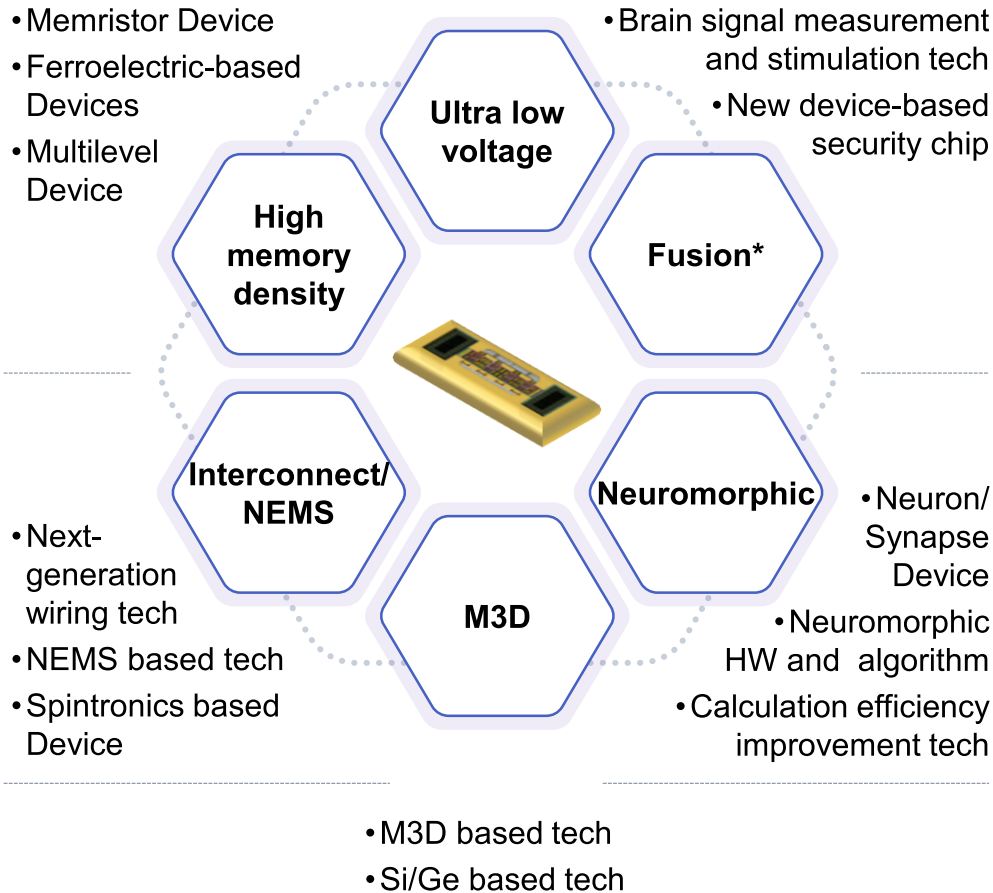 •Memristor Device
•Ferroelectric-based
Devices
•Multilevel
Device
•Brain signal measurement
and stimulation tech
•New device-based
security chip
Ultra low
voltage
High
memory
density
Fusion*
Interconnect/
NEMS
Neuromorphic
M3D
•Next-
generation
wiring tech
•NEMS based tech
•Spintronics based
Device
•Neuron/
Synapse
Device
•Neuromorphic
HW and algorithm
•Calculation efficiency
improvement tech
•M3D based tech
•Si/Ge based tech